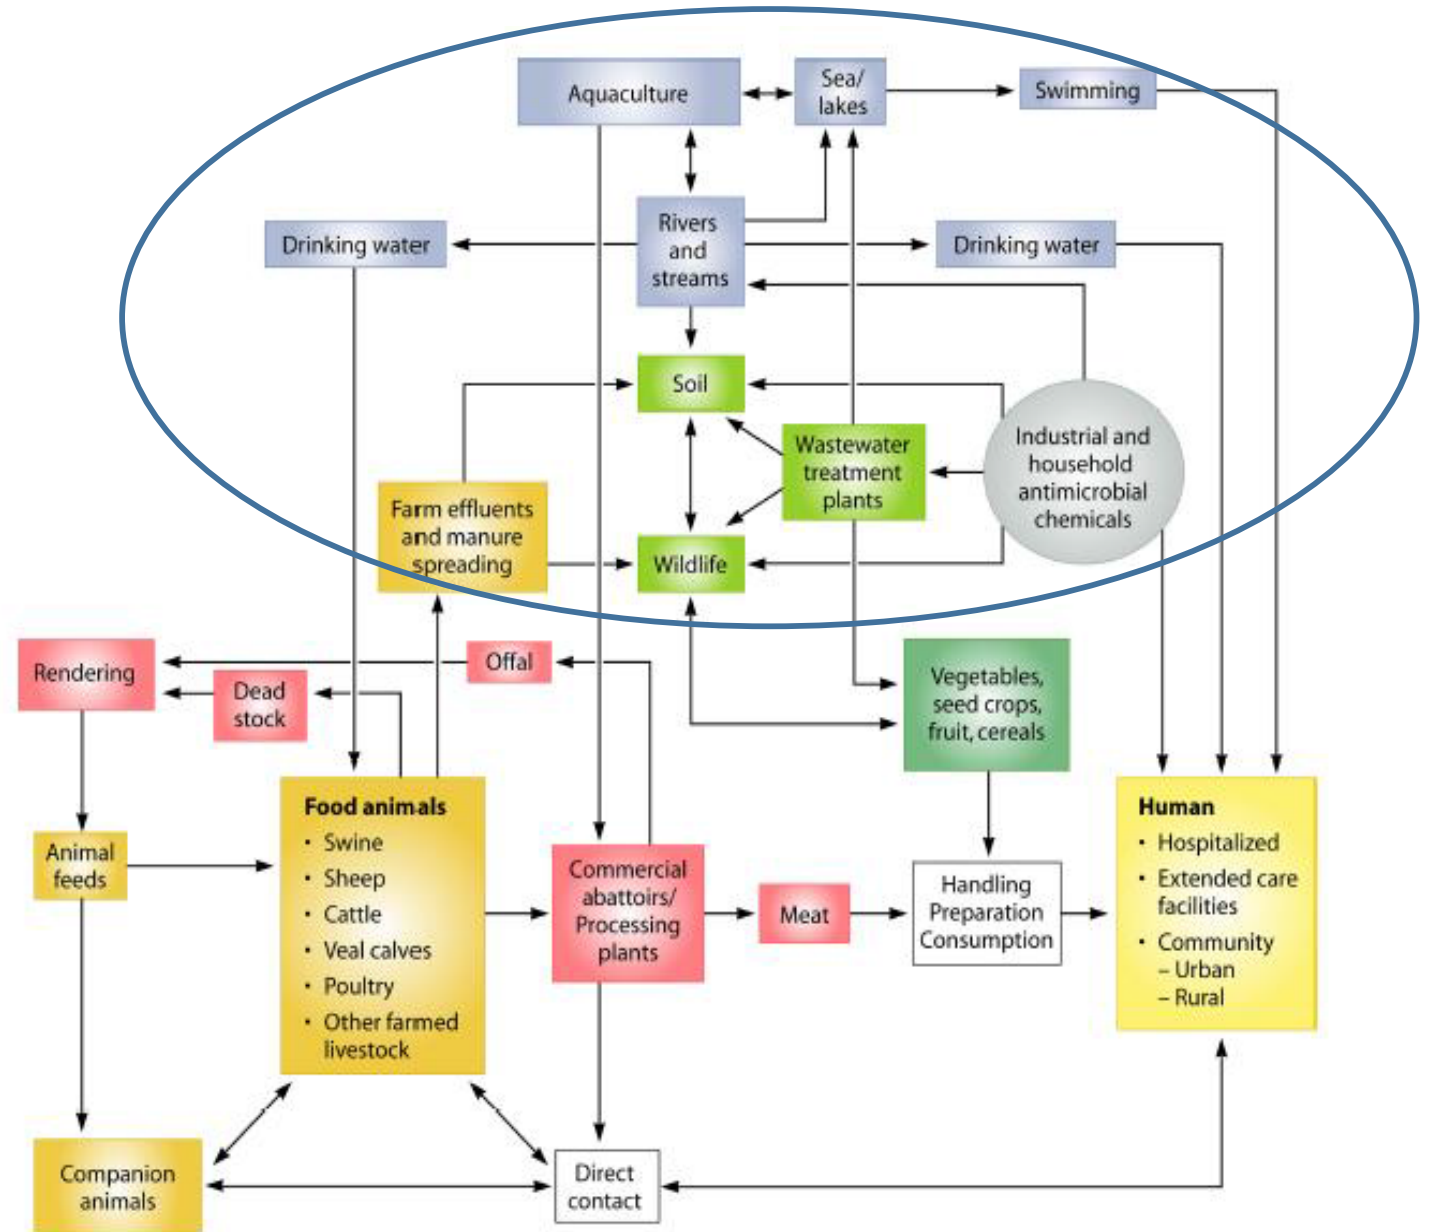 Aquaculture
Sea/
lakes
Swimming
Drinking water
Rivers
and
streams
Drinking water
Soil
Wastewater
treatment
plants
Industrial and
household
antimicrobial
chemicals
Farm effluents
and manure
spreading
Wildlife
Rendering
Offal
Dead
stock
Vegetables,
seed crops,
fruit, cereals
Animal
feeds
Food animals
• Swine
• Sheep
• Cattle
• Veal calves
• Poultry
• Other farmed
livestock
Commercial
abattoirs/
Processing
plants
Meat
Handling
Preparation
Consumption
Human
• Hospitalized
• Extended care
facilities
• Community
– Urban
– Rural
Companion
animals
Direct
contact